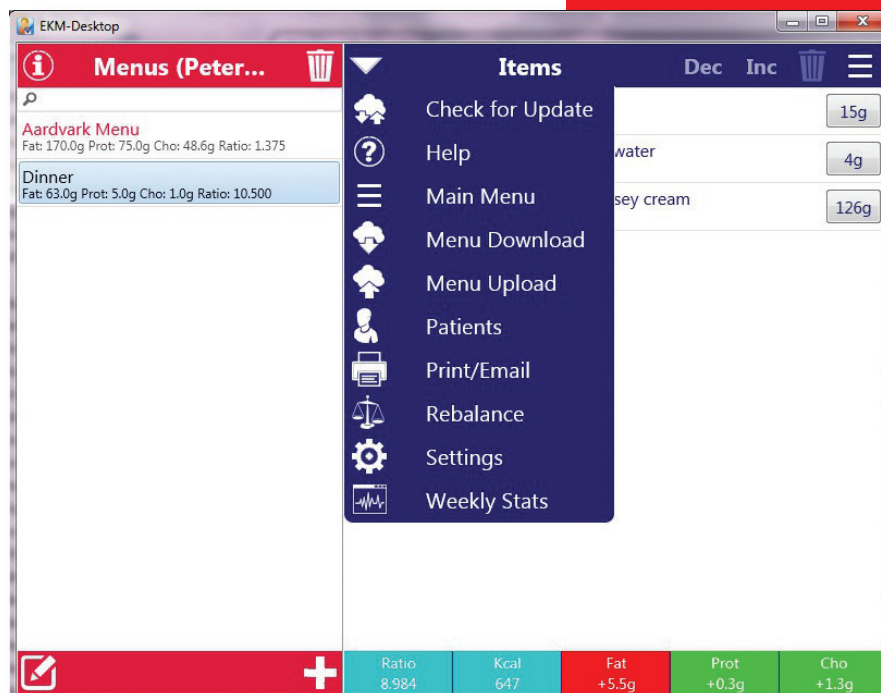 EKM-Desktop
Menus (Peter...
Aardvark Menu
Fat: 170.0g Prot: 75.0g Cho: 48.6g Ratio: 1.375
Dinner
Fat: 63.0g Prot: 5.0g Cho: 1.0g Ratio: 10.500
Items Dec Inc
Check for Update
Help
Main Menu
Menu Download
Menu Upload
Patients
Print/Email
Rebalance
Settings
Weekly Stats
15g
water 4g
sey cream 126g
Ratio Kcal Fat Prot Cho
8.984 647 +5.5g +0.3g +1.3g